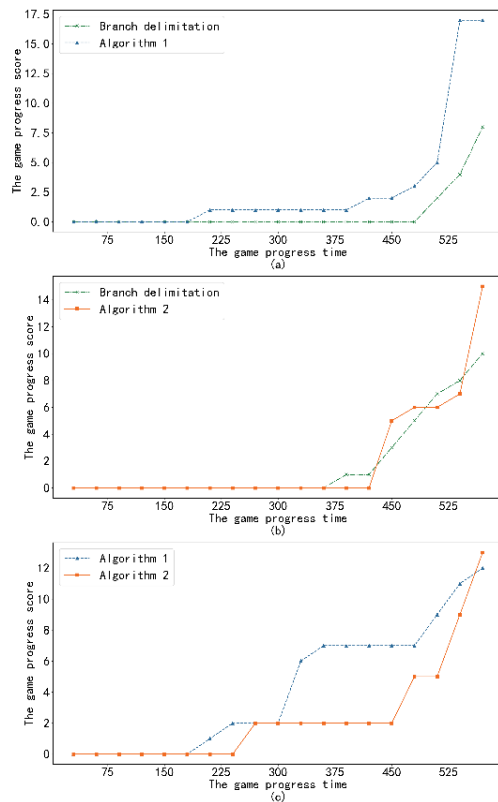 17.5
15.0
12.5
10.0
7.5
5.0
2.5
0.0
The game progress score
Branch delimitation
Algorithm 1
75 150 225 300 375 450 525
The game progress time
(a)
14
12
10
8
6
4
2
0
The game progress score
Branch delimitation
Algorithm 2
75 150 225 300 375 450 525
The game progress time
(b)
12
10
8
6
4
2
0
The game progress score
Algorithm 1
Algorithm 2
75 150 225 300 375 450 525
The game progress time
(c)